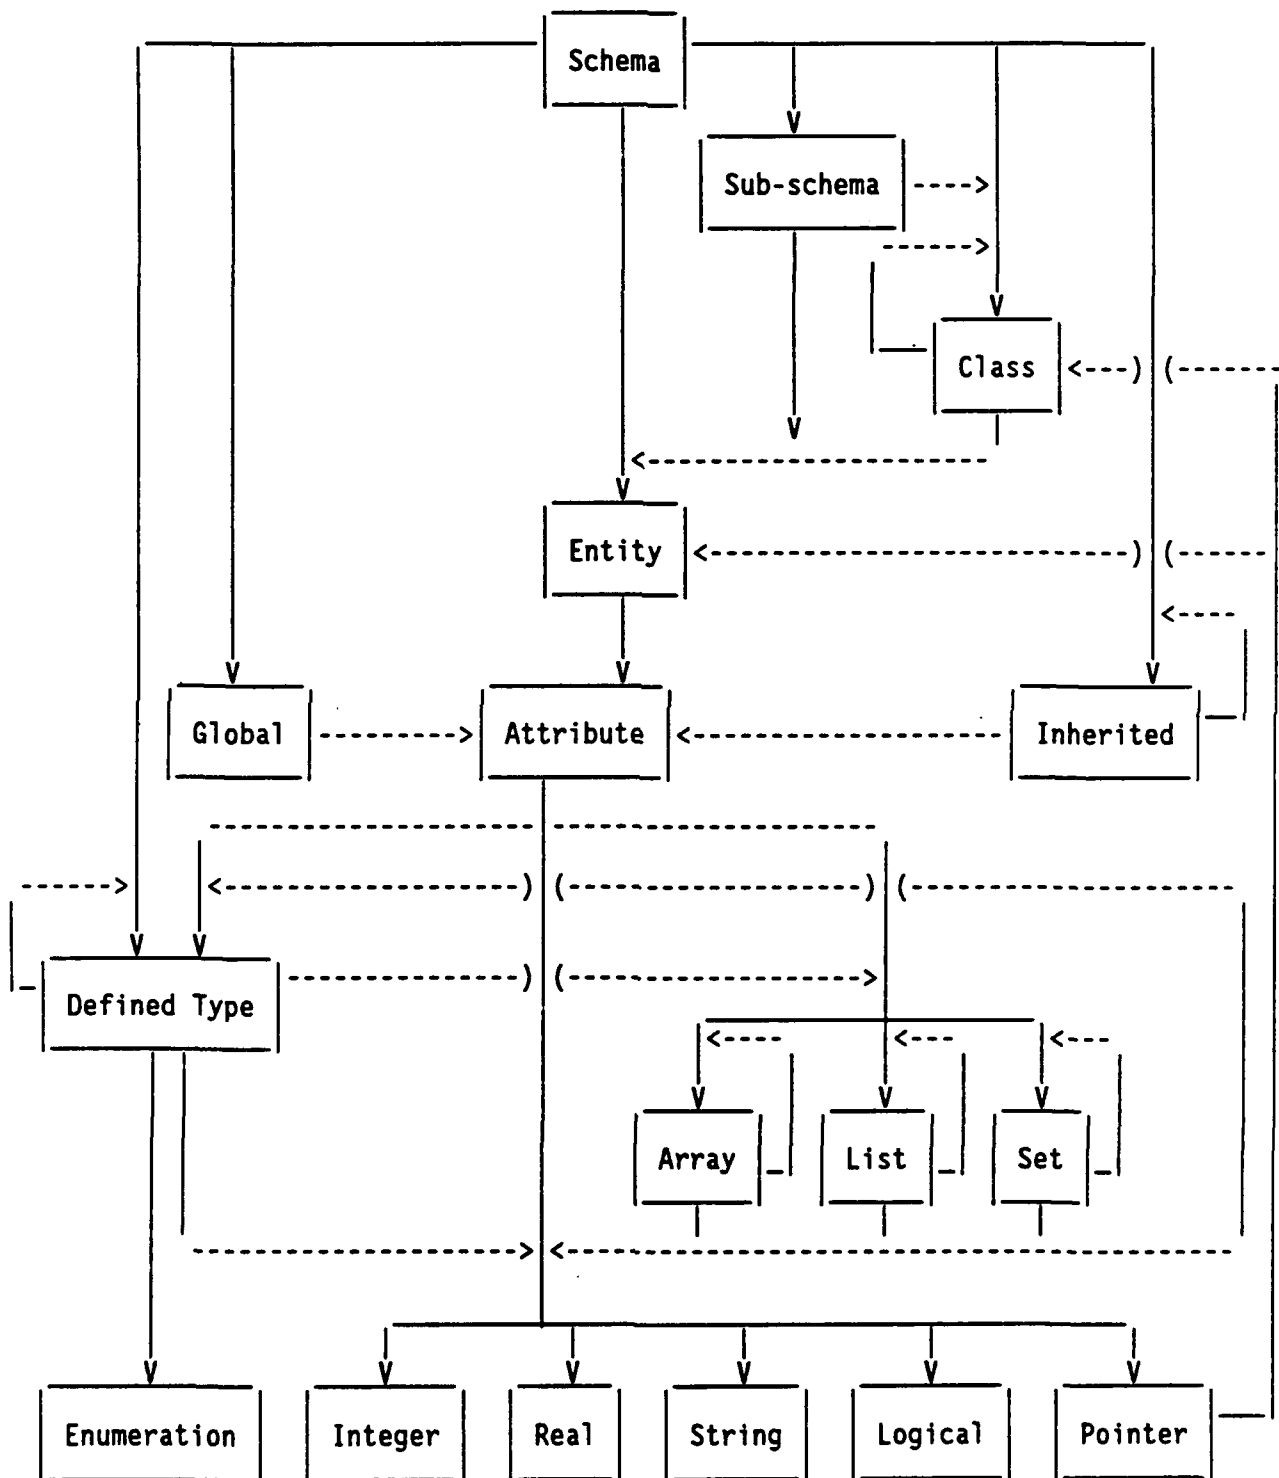 Schema
Sub-schema
Class
Entity
Global
Attribute
Inherited
Defined Type
Array
List
Set
Enumeration
Integer
Real
String
Logical
Pointer